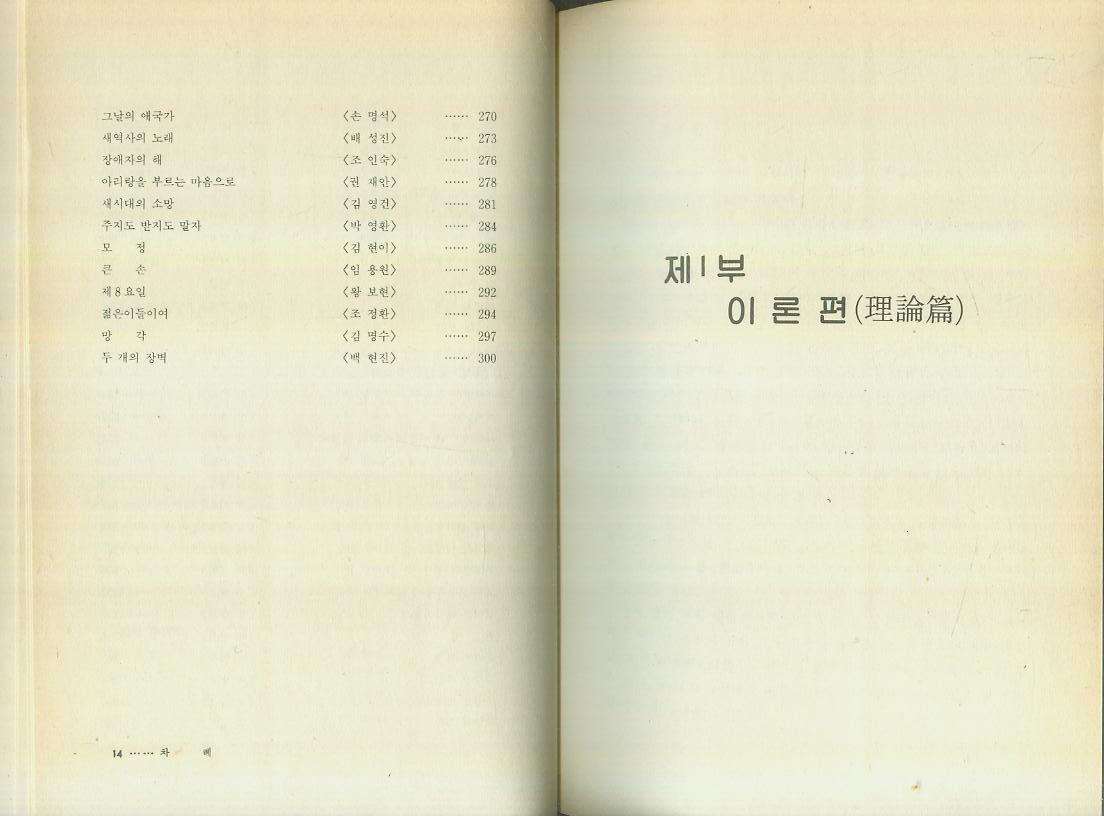 그날의 애국가 〈손 명석〉 …… 270
새역사의 노래 〈배 성진〉 …… 273
장애자의 해 〈조 인숙〉 …… 276
아리랑을 부르는 마음으로 〈권 재안〉 …… 278
새시대의 소망 〈김 영건〉 …… 281
주지도 받지도 말자 〈박 영환〉 …… 284
모 정 〈김 현이〉 …… 286
큰 손 〈임 용원〉 …… 289
제8요일 〈왕 보현〉 …… 292
젊은이들이여 〈조 정환〉 …… 294
망 각 〈김 명수〉 …… 297
두 개의 장벽 〈백 현진〉 …… 300
14 …… 차 례
제Ⅰ부
이 론 편(理論篇)